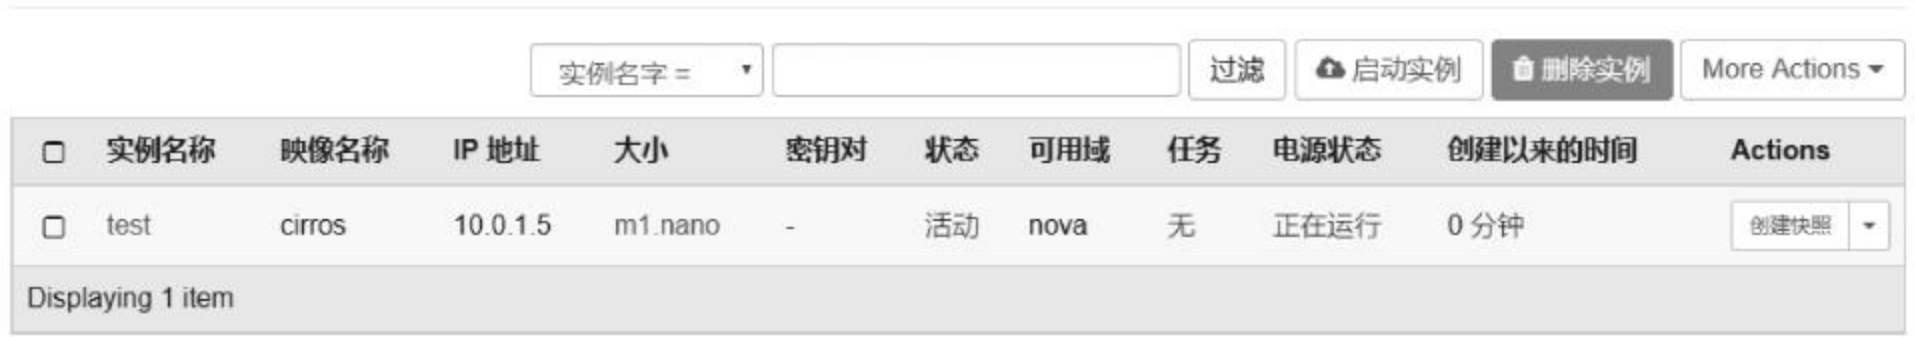 实例名字 = 过滤 启动实例 删除实例 More Actions
实例名称 映像名称 IP 地址 大小 密钥对 状态 可用域 任务 电源状态 创建以来的时间 Actions
test cirros 10.0.1.5 m1.nano - 活动 nova 无 正在运行 0 分钟 创建快照
Displaying 1 item